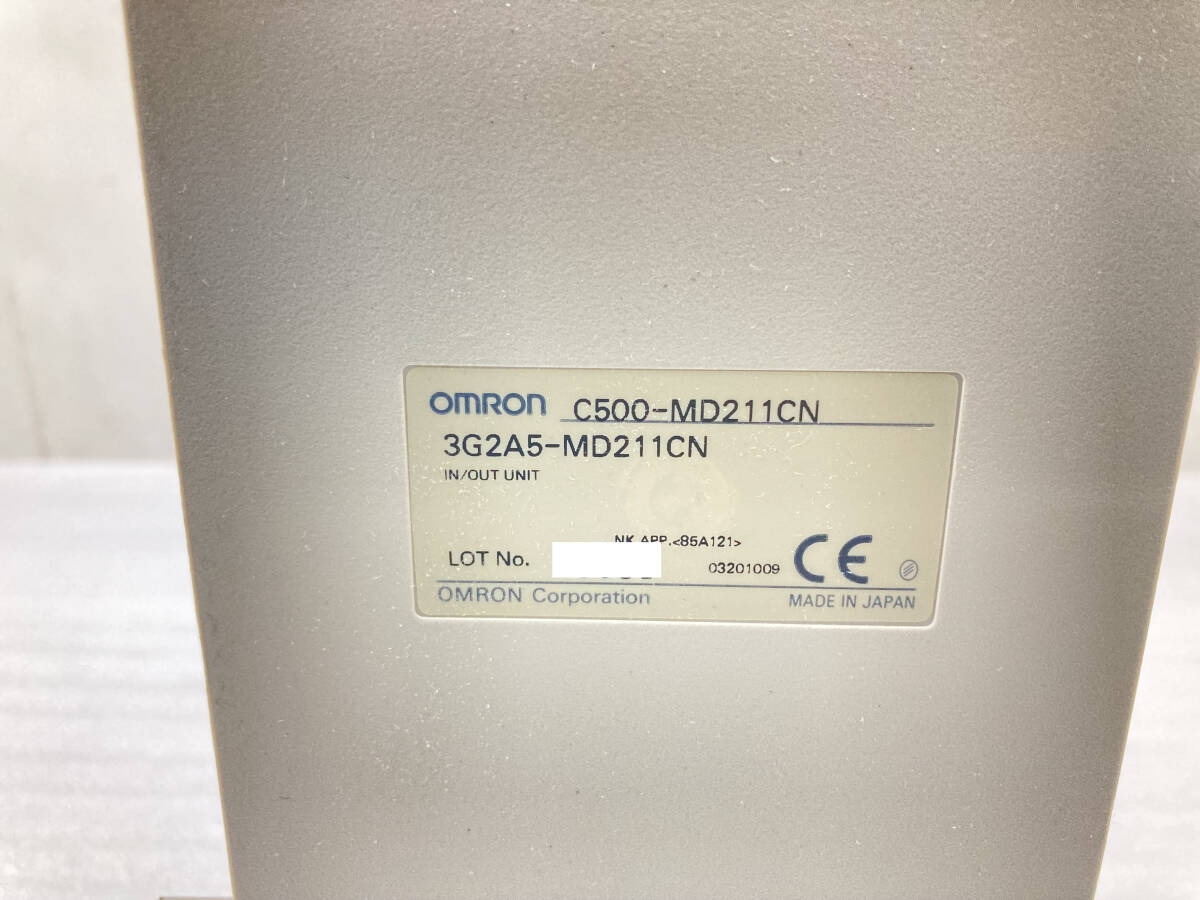 OMRON C500-MD211CN
3G2A5-MD211CN
IN/OUT UNIT
NK APP.<85A121>
LOT No. 03201009
CE
OMRON Corporation MADE IN JAPAN